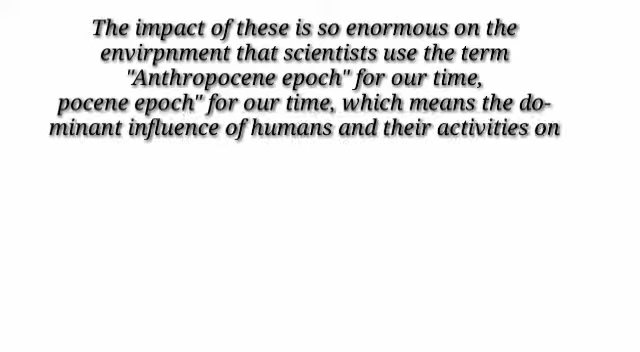 The impact of these is so enormous on the
envirpnment that scientists use the term
"Anthropocene epoch" for our time,
pocene epoch" for our time, which means the do-
minant influence of humans and their activities on